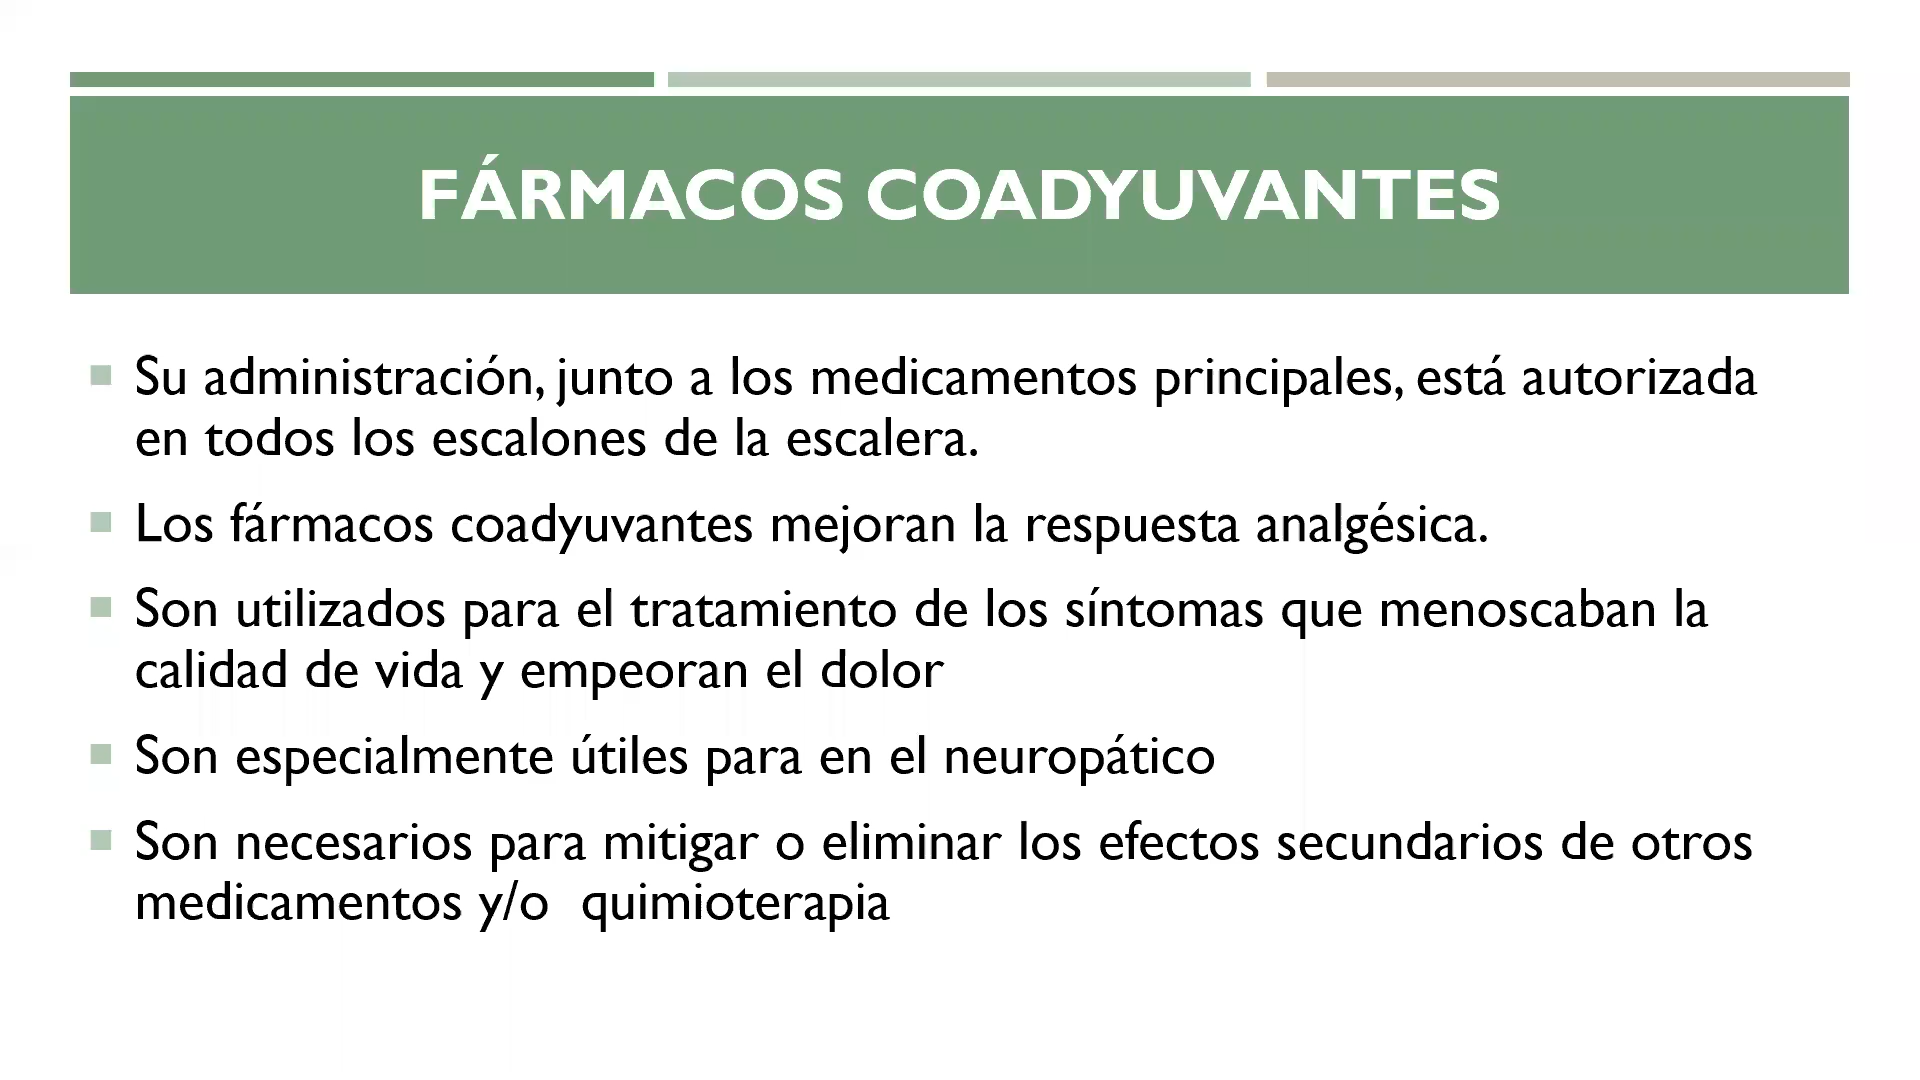 FÁRMACOS COADYUVANTES
Su administración, junto a los medicamentos principales, está autorizada
en todos los escalones de la escalera.
Los fármacos coadyuvantes mejoran la respuesta analgésica.
Son utilizados para el tratamiento de los síntomas que menoscaban la
calidad de vida y empeoran el dolor
Son especialmente útiles para en el neuropático
Son necesarios para mitigar o eliminar los efectos secundarios de otros
medicamentos y/o  quimioterapia